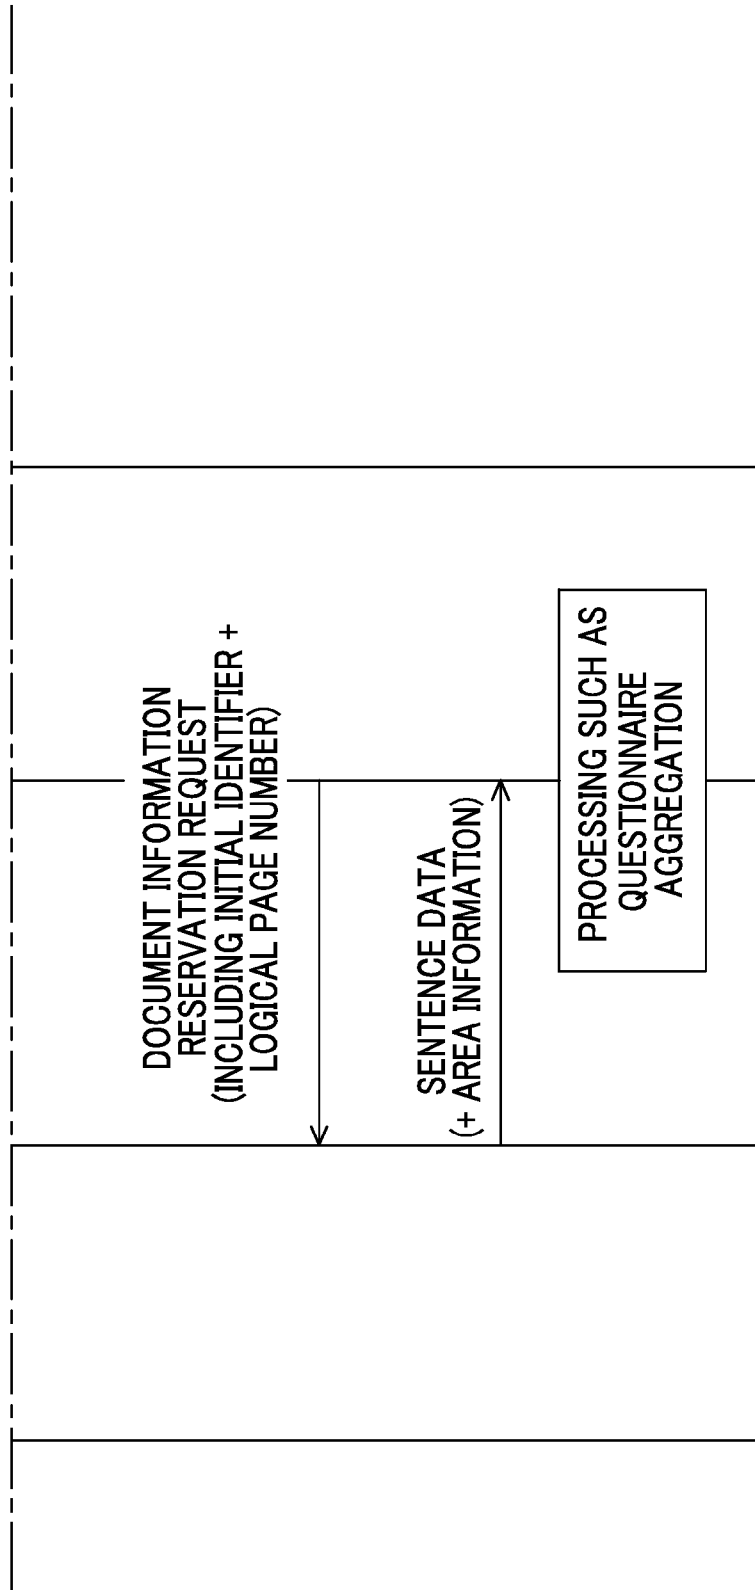 DOCUMENT INFORMATION
RESERVATION REQUEST
(INCLUDING INITIAL IDENTIFIER +
LOGICAL PAGE NUMBER)
SENTENCE DATA
(+ AREA INFORMATION)
PROCESSING SUCH AS
QUESTIONNAIRE
AGGREGATION